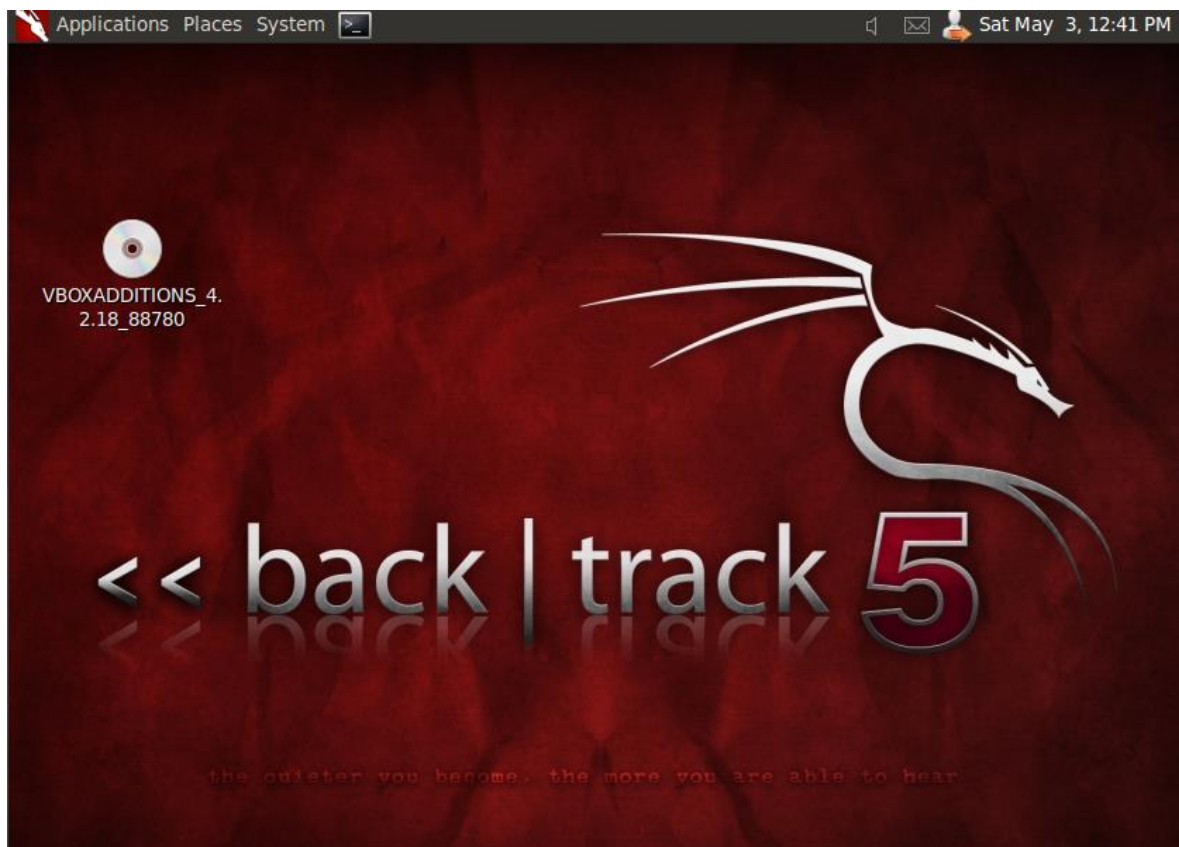 Applications Places System Sat May 3, 12:41 PM
VBOXADDITIONS_4.
2.18_88780
<< back | track 5
the quieter you become, the more you are able to hear